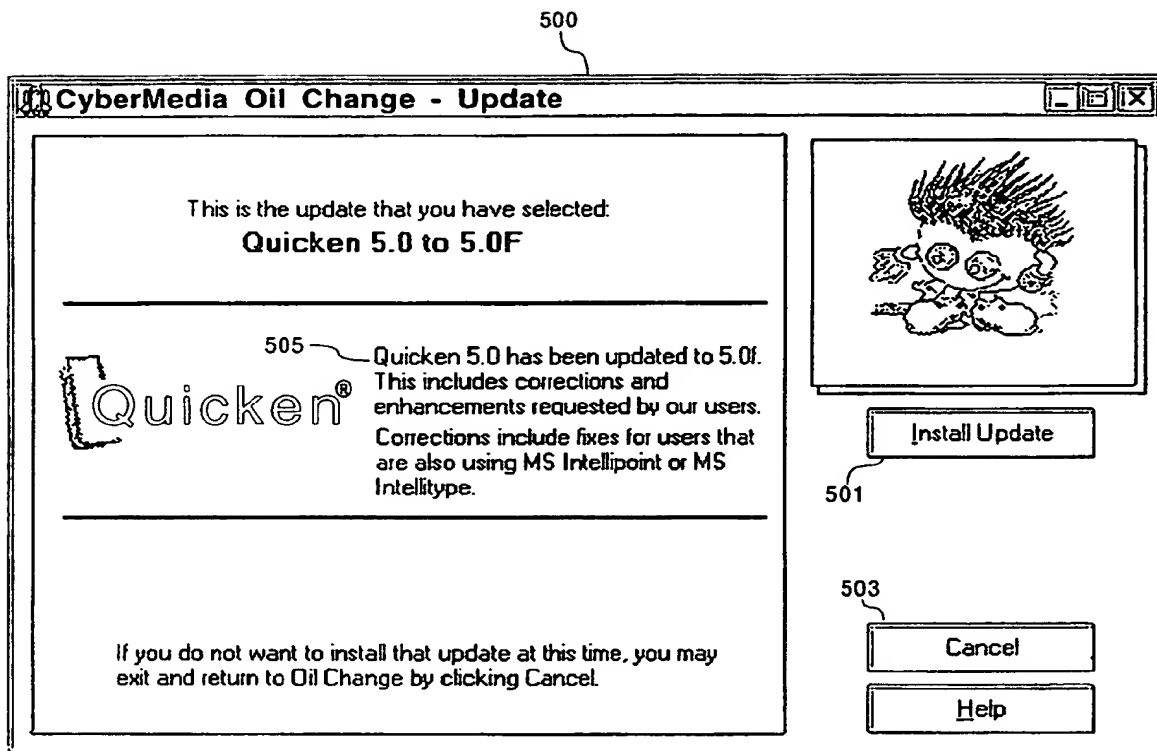 500
CyberMedia Oil Change - Update
This is the update that you have selected:
Quicken 5.0 to 5.0F
505
Quicken®
Quicken 5.0 has been updated to 5.0f.
This includes corrections and
enhancements requested by our users.
Corrections include fixes for users that
are also using MS Intellipoint or MS
Intellitype.
If you do not want to install that update at this time, you may
exit and return to Oil Change by clicking Cancel.
Install Update
501
503
Cancel
Help